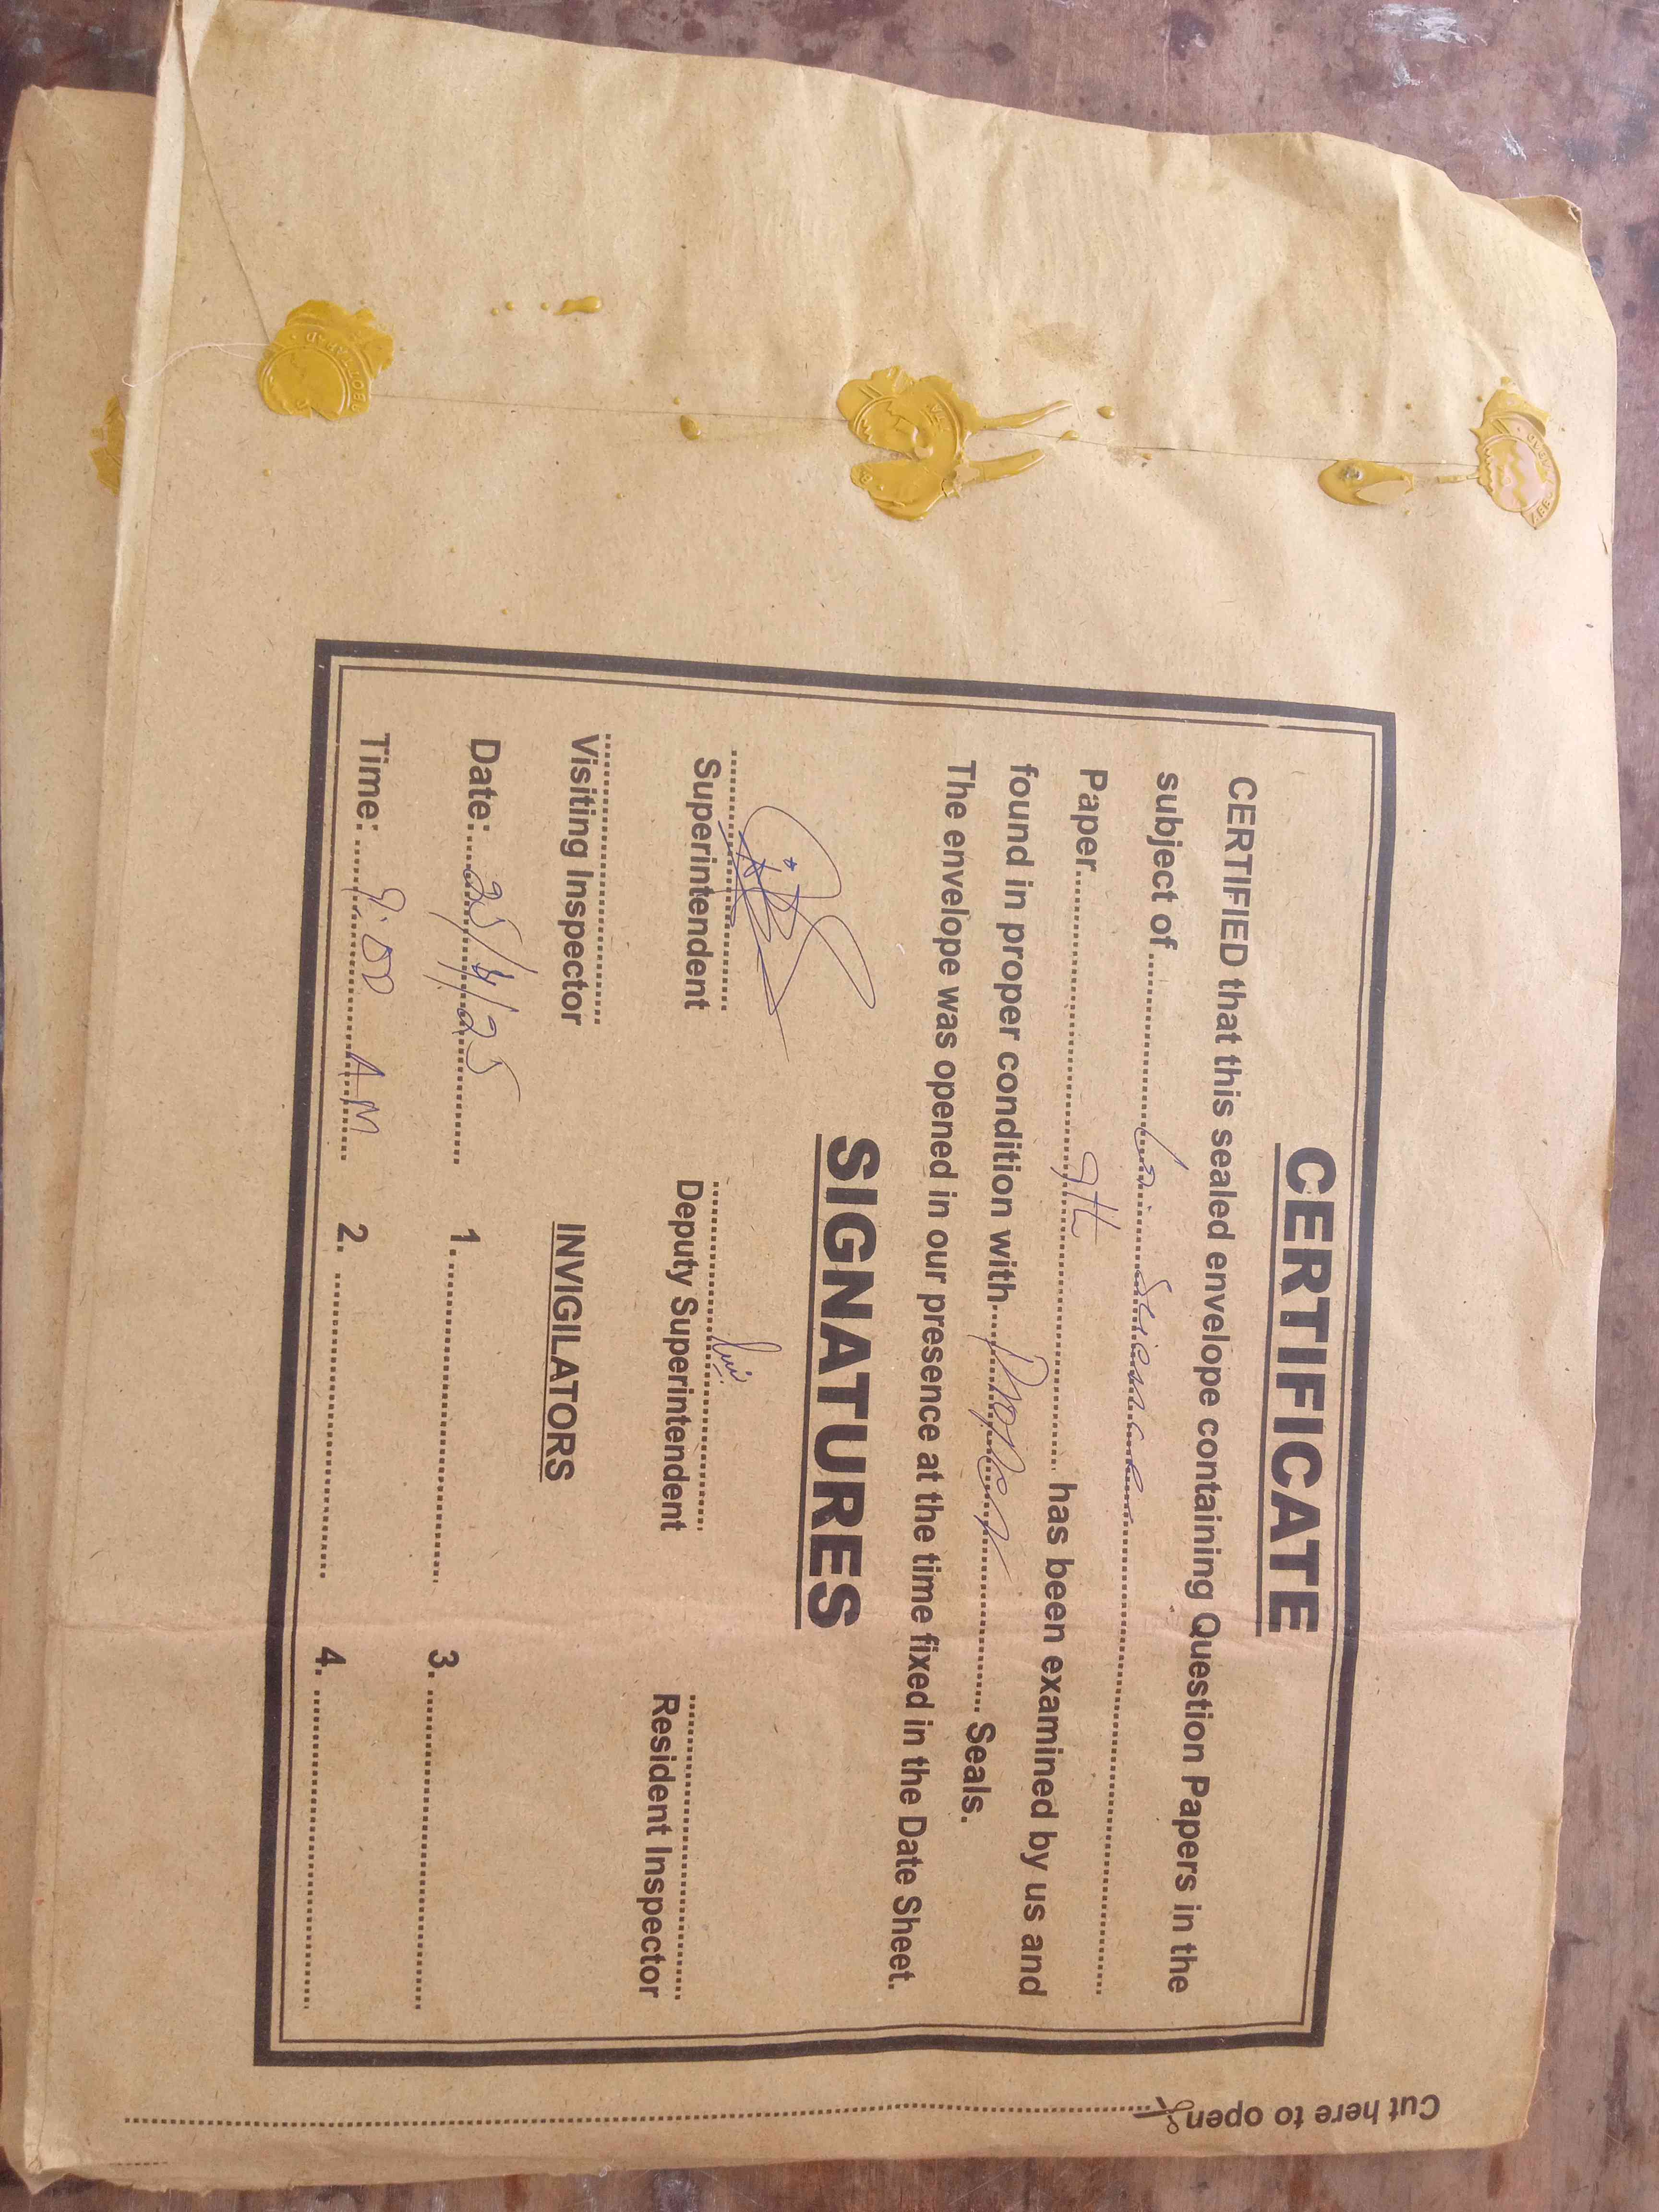 CERTIFICATE
CERTIFIED that this sealed envelope containing Question Papers in the
subject of
Paper 9th has been examined by us and
found in proper condition with Proper Seals.
The envelope was opened in our presence at the time fixed in the Date Sheet.
SIGNATURES
Superintendent
Deputy Superintendent
Resident Inspector
Visiting Inspector
INVIGILATORS
Date: 25/4/25
1.
3.
Time: 9:00 AM
2.
4.
Cut here to open